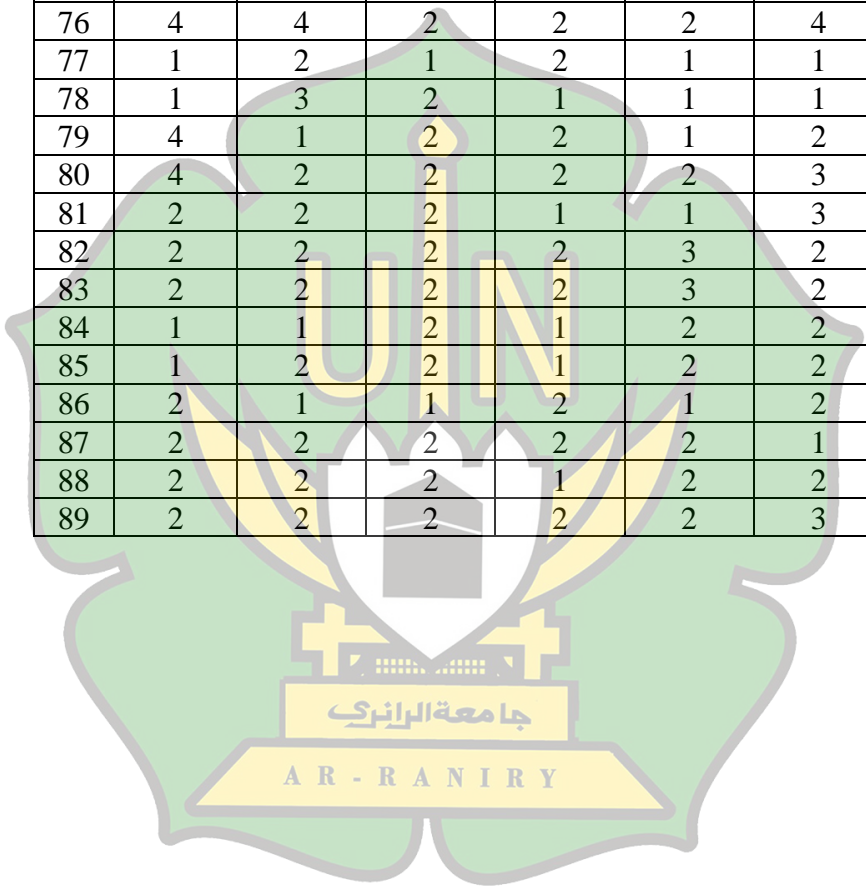 76 4 4 2 2 2 4
77 1 2 1 2 1 1
78 1 3 2 1 1 1
79 4 1 2 2 1 2
80 4 2 2 2 2 3
81 2 2 2 1 1 3
82 2 2 2 2 3 2
83 2 2 2 2 3 2
84 1 1 2 1 2 2
85 1 2 2 1 2 2
86 2 1 1 2 1 2
87 2 2 2 2 2 1
88 2 2 2 1 2 2
89 2 2 2 2 2 3
UIN
جامعة الرانري
AR - RANIRY